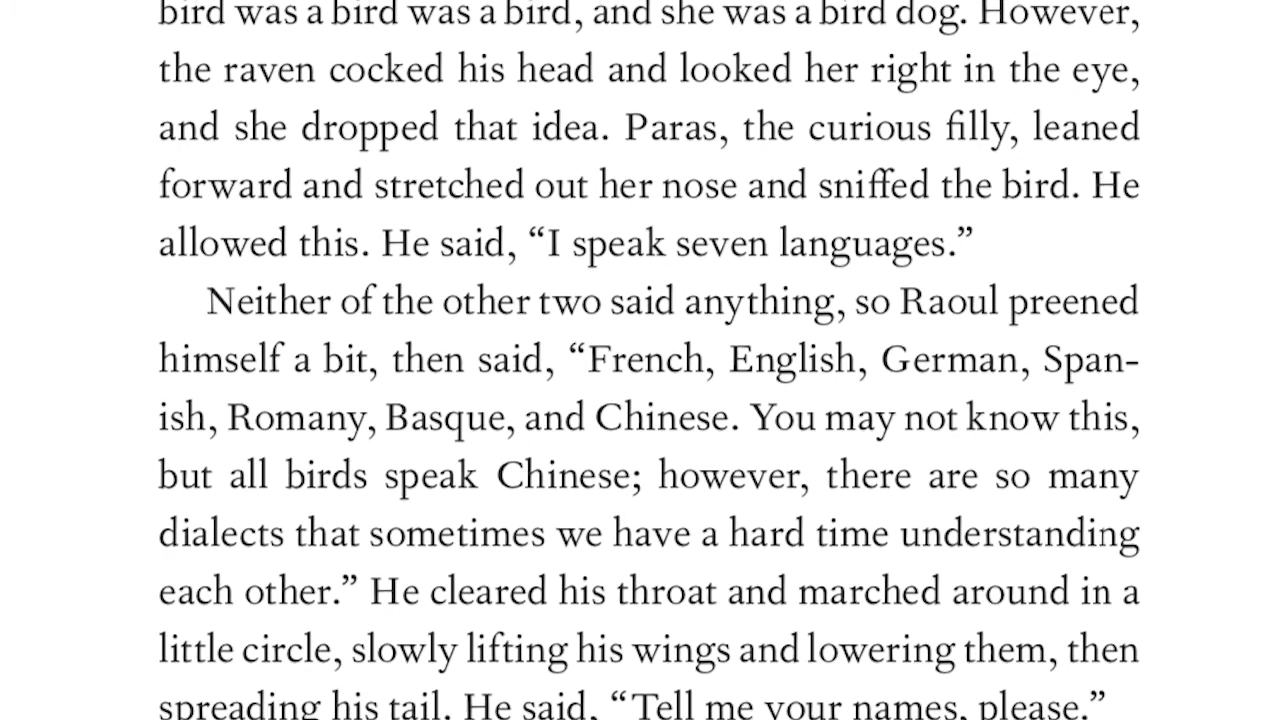 bird was a bird was a bird, and she was a bird dog. However,
the raven cocked his head and looked her right in the eye,
and she dropped that idea. Paras, the curious filly, leaned
forward and stretched out her nose and sniffed the bird. He
allowed this. He said, “I speak seven languages.”
Neither of the other two said anything, so Raoul preened
himself a bit, then said, “French, English, German, Span-
ish, Romany, Basque, and Chinese. You may not know this,
but all birds speak Chinese; however, there are so many
dialects that sometimes we have a hard time understanding
each other.” He cleared his throat and marched around in a
little circle, slowly lifting his wings and lowering them, then
spreading his tail. He said, “Tell me your names, please.”